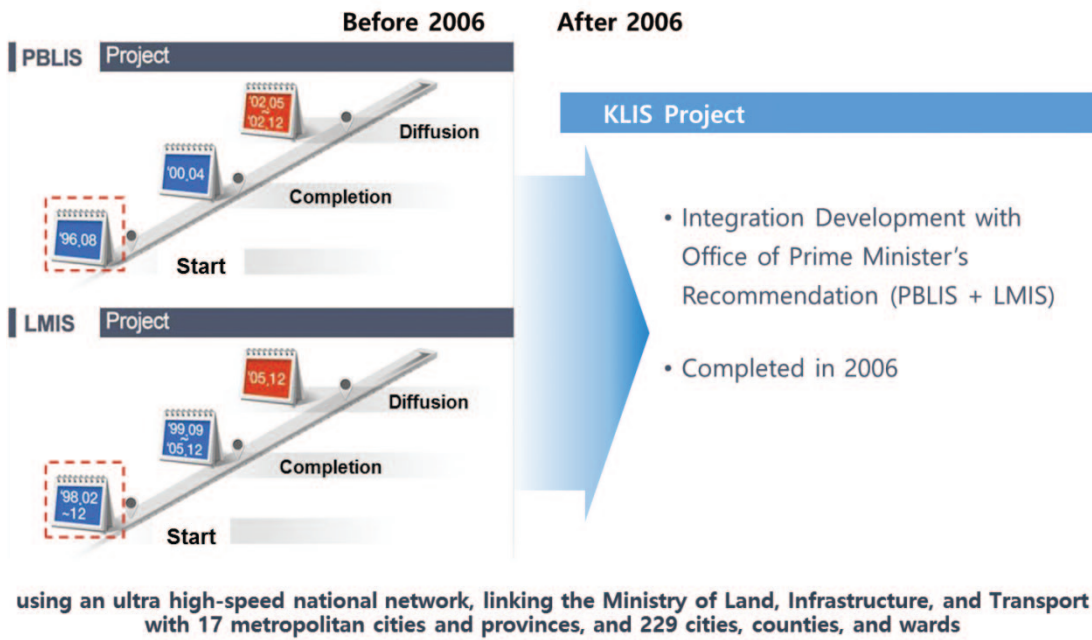 Before 2006
After 2006
PBLIS Project
'02.05
~
'02.12
Diffusion
'00.04
Completion
'96.08
Start
LMIS Project
'05.12
Diffusion
'99.09
~
'05.12
Completion
'98.02
~12
Start
KLIS Project
• Integration Development with
Office of Prime Minister's
Recommendation (PBLIS + LMIS)
• Completed in 2006
using an ultra high-speed national network, linking the Ministry of Land, Infrastructure, and Transport
with 17 metropolitan cities and provinces, and 229 cities, counties, and wards